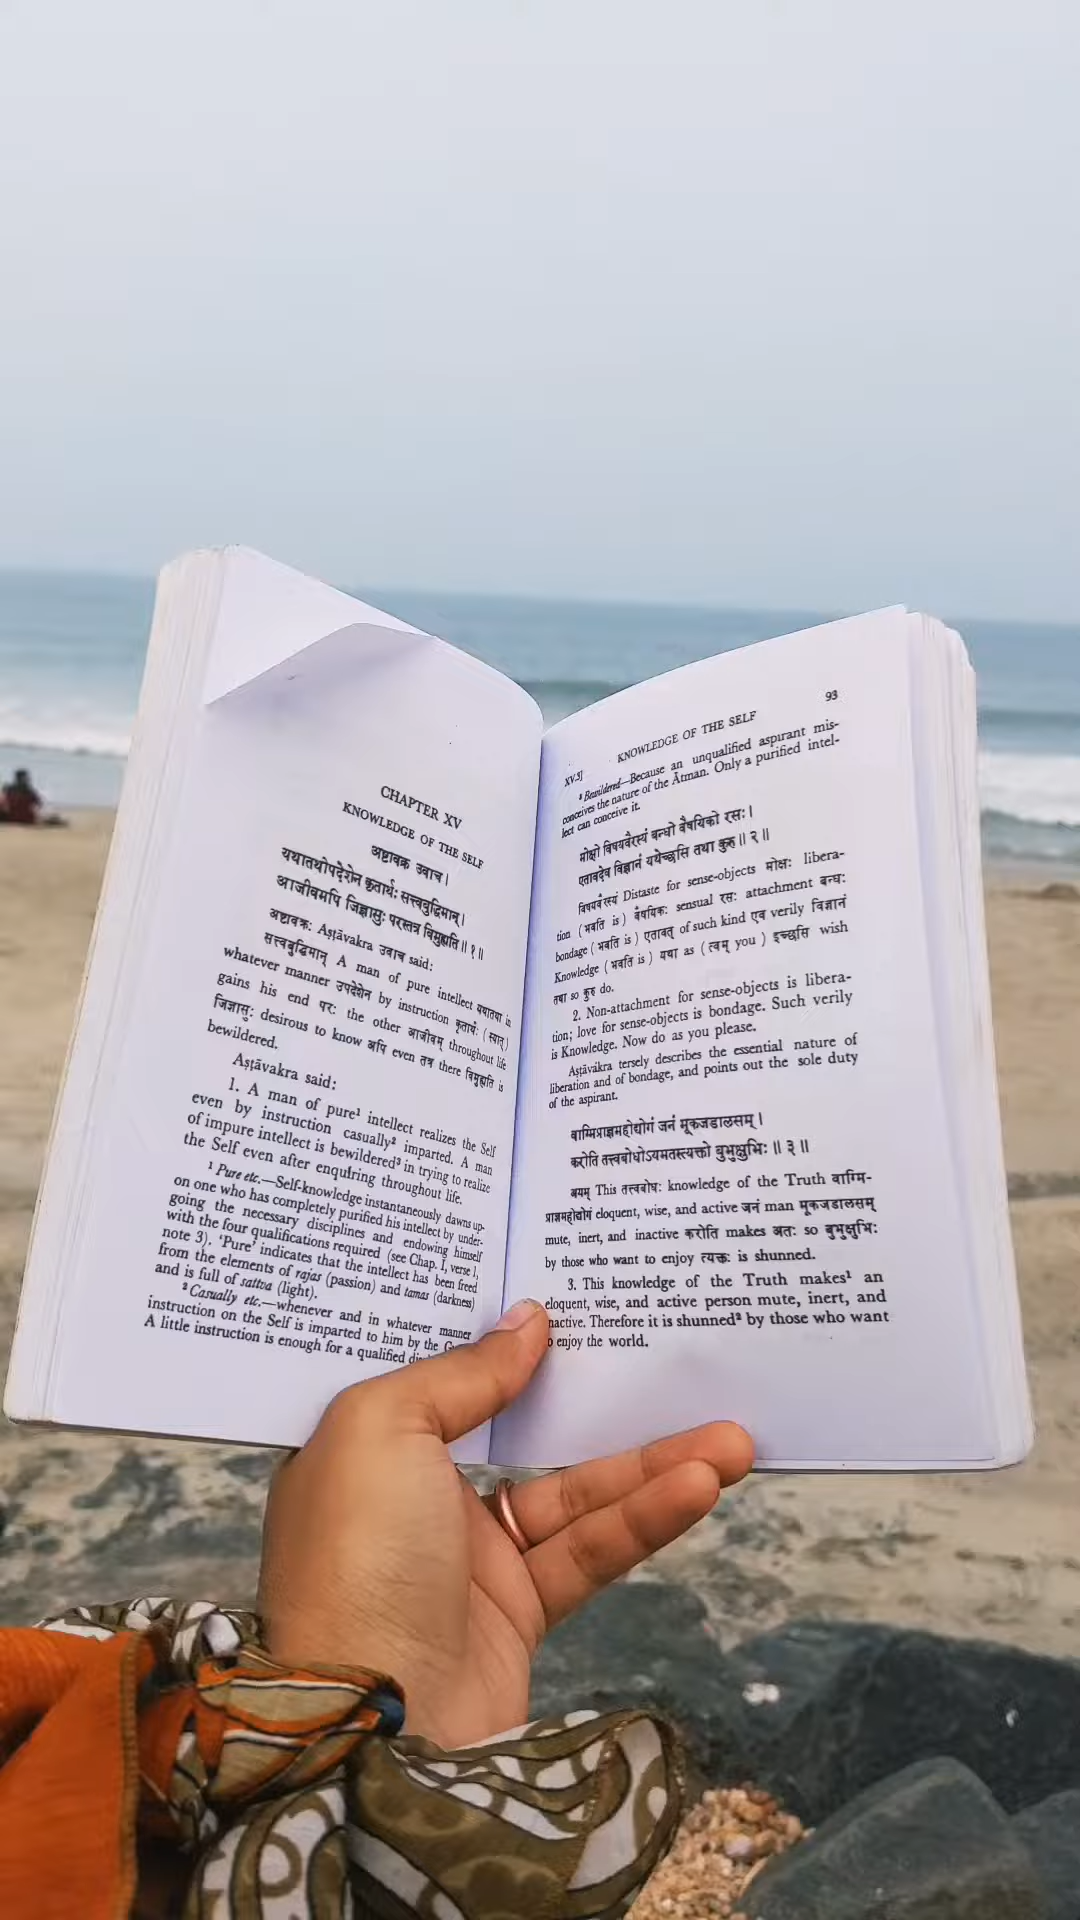 CHAPTER XV
KNOWLEDGE OF THE SELF
अष्टावक्र उवाच।
यथातथोपदेशेन कृतार्थः सत्त्वबुद्धिमान्।
आजीवमपि जिज्ञासुः परस्तत्र विमुह्यति॥१॥
अष्टावक्रः Aṣṭāvakra उवाच said:
सत्त्वबुद्धिमान् A man of pure intellect यथातथा in
whatever manner उपदेशेन by instruction कृतार्थः (स्यात्)
gains his end परः the other आजीवम् throughout life
जिज्ञासुः desirous to know अपि even तत्र there विमुह्यति is
bewildered.
Aṣṭāvakra said:
1. A man of pure¹ intellect realizes the Self
even by instruction casually² imparted. A man
of impure intellect is bewildered³ in trying to realize
the Self even after enquiring throughout life.
¹ Pure etc.—Self-knowledge instantaneously dawns up-
on one who has completely purified his intellect by under-
going the necessary disciplines and endowing himself
with the four qualifications required (see Chap. I, verse 1,
note 3). 'Pure' indicates that the intellect has been freed
from the elements of rajas (passion) and tamas (darkness)
and is full of sattva (light).
² Casually etc.—whenever and in whatever manner
instruction on the Self is imparted to him by the
A little instruction is enough for a qualified
XV.3] KNOWLEDGE OF THE SELF 93
³ Bewildered—Because an unqualified aspirant mis-
conceives the nature of the Ātman. Only a purified intel-
lect can conceive it.
मोक्षो विषयवैरस्यं बन्धो वैषयिको रसः।
एतावदेव विज्ञानं यथेच्छसि तथा कुरु॥२॥
विषयवैरस्यं Distaste for sense-objects मोक्षः libera-
tion (भवति is) वैषयिकः sensual रसः attachment बन्धः
bondage (भवति is) एतावत् of such kind एव verily विज्ञानं
Knowledge (भवति is) यथा as (त्वम् you) इच्छसि wish
तथा so कुरु do.
2. Non-attachment for sense-objects is libera-
tion; love for sense-objects is bondage. Such verily
is Knowledge. Now do as you please.
Aṣṭāvakra tersely describes the essential nature of
liberation and of bondage, and points out the sole duty
of the aspirant.
वाग्मिप्राज्ञमहोद्योगं जनं मूकजडालसम्।
करोति तत्त्वबोधोऽयमतस्त्यक्तो बुभुक्षुभिः॥३॥
अयम् This तत्त्वबोधः knowledge of the Truth वाग्मि-
प्राज्ञमहोद्योगं eloquent, wise, and active जनं man मूकजडालसम्
mute, inert, and inactive करोति makes अतः so बुभुक्षुभिः
by those who want to enjoy त्यक्तः is shunned.
3. This knowledge of the Truth makes¹ an
eloquent, wise, and active person mute, inert, and
nactive. Therefore it is shunned² by those who want
o enjoy the world.